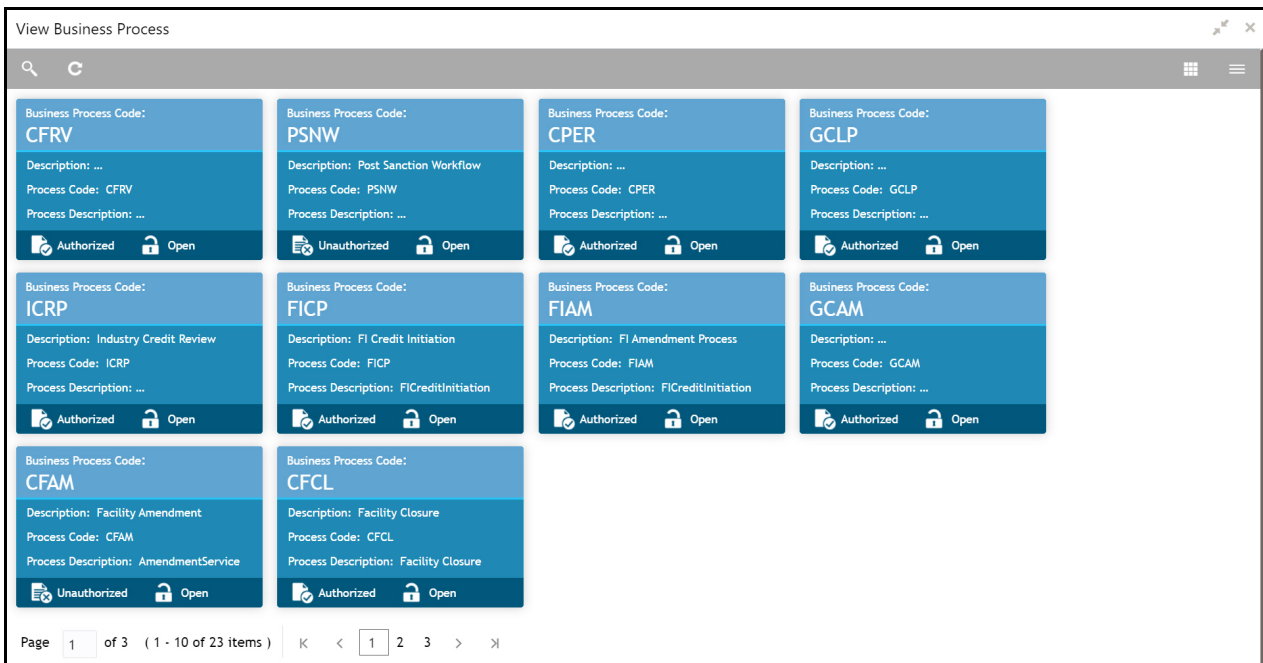 View Business Process
Business Process Code:
CFRV
Description: ...
Process Code: CFRV
Process Description: ...
Authorized Open
Business Process Code:
PSNW
Description: Post Sanction Workflow
Process Code: PSNW
Process Description: ...
Unauthorized Open
Business Process Code:
CPER
Description: ...
Process Code: CPER
Process Description: ...
Authorized Open
Business Process Code:
GCLP
Description: ...
Process Code: GCLP
Process Description: ...
Authorized Open
Business Process Code:
ICRP
Description: Industry Credit Review
Process Code: ICRP
Process Description: ...
Authorized Open
Business Process Code:
FICP
Description: FI Credit Initiation
Process Code: FICP
Process Description: FICreditInitiation
Authorized Open
Business Process Code:
FIAM
Description: FI Amendment Process
Process Code: FIAM
Process Description: FICreditInitiation
Authorized Open
Business Process Code:
GCAM
Description: ...
Process Code: GCAM
Process Description: ...
Authorized Open
Business Process Code:
CFAM
Description: Facility Amendment
Process Code: CFAM
Process Description: AmendmentService
Unauthorized Open
Business Process Code:
CFCL
Description: Facility Closure
Process Code: CFCL
Process Description: Facility Closure
Authorized Open
Page 1 of 3 ( 1 - 10 of 23 items ) 1 2 3